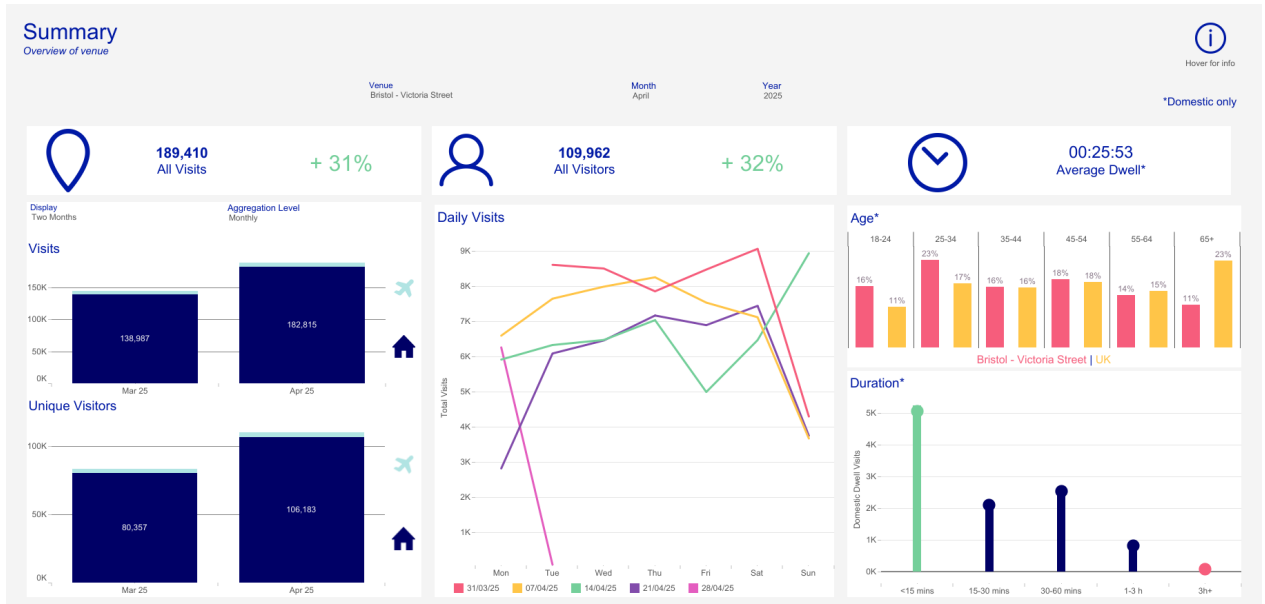 Summary
Overview of venue
Hover for info
Venue
Bristol - Victoria Street
Month
April
Year
2025
*Domestic only
189,410
All Visits
+ 31%
109,962
All Visitors
+ 32%
00:25:53
Average Dwell*
Display
Two Months
Aggregation Level
Monthly
Visits
150K
100K
50K
0K
138,987
182,815
Mar 25
Apr 25
Unique Visitors
100K
50K
0K
80,357
106,183
Mar 25
Apr 25
Daily Visits
Total Visits
9K
8K
7K
6K
5K
4K
3K
2K
1K
Mon
Tue
Wed
Thu
Fri
Sat
Sun
31/03/25
07/04/25
14/04/25
21/04/25
28/04/25
Age*
18-24
25-34
35-44
45-54
55-64
65+
16%
11%
23%
17%
16%
16%
18%
18%
14%
15%
11%
23%
Bristol - Victoria Street | UK
Duration*
Domestic Dwell Visits
5K
4K
3K
2K
1K
0K
<15 mins
15-30 mins
30-60 mins
1-3 h
3h+